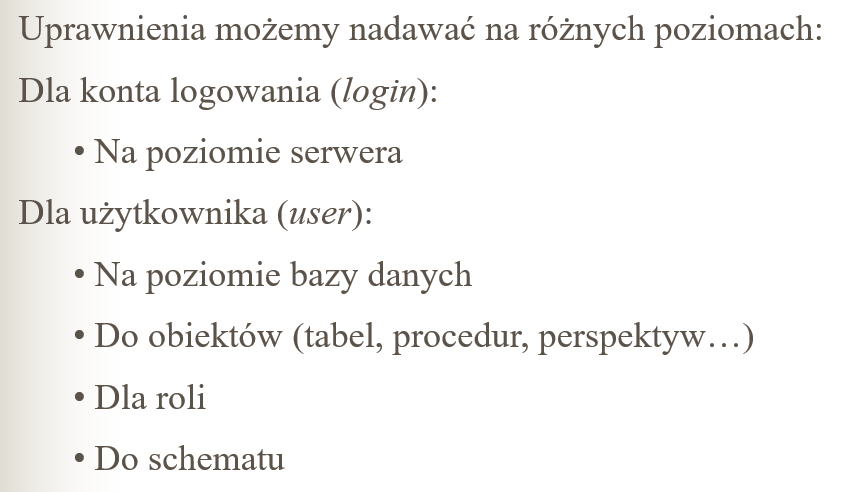 Uprawnienia możemy nadawać na różnych poziomach:
Dla konta logowania (login):
• Na poziomie serwera
Dla użytkownika (user):
• Na poziomie bazy danych
• Do obiektów (tabel, procedur, perspektyw…)
• Dla roli
• Do schematu